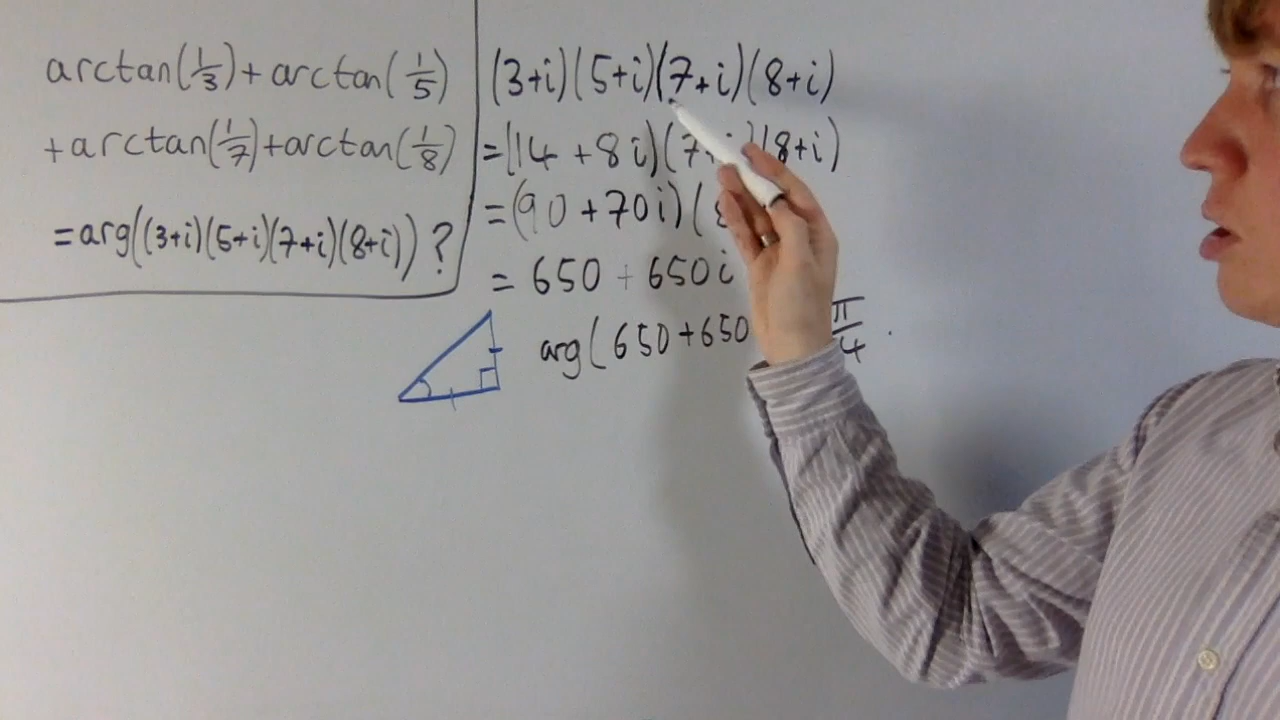 arctan(1/3) + arctan(1/5)
+ arctan(1/7) + arctan(1/8)
= arg((3+i)(5+i)(7+i)(8+i)) ?
(3+i)(5+i)(7+i)(8+i)
= (14 + 8i)(7+i)(8+i)
= (90 + 70i)(8
= 650 + 650i
arg(650+650 π/4